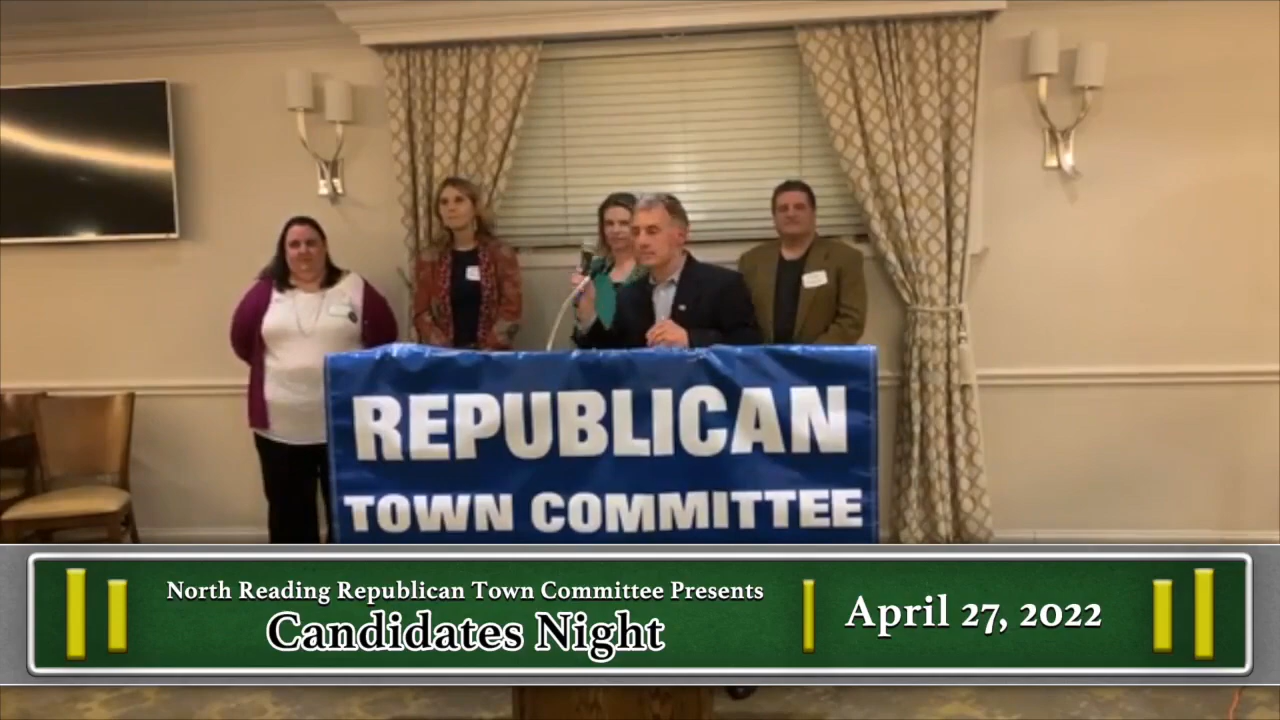 REPUBLICAN
TOWN COMMITTEE
North Reading Republican Town Committee Presents
Candidates Night
April 27, 2022